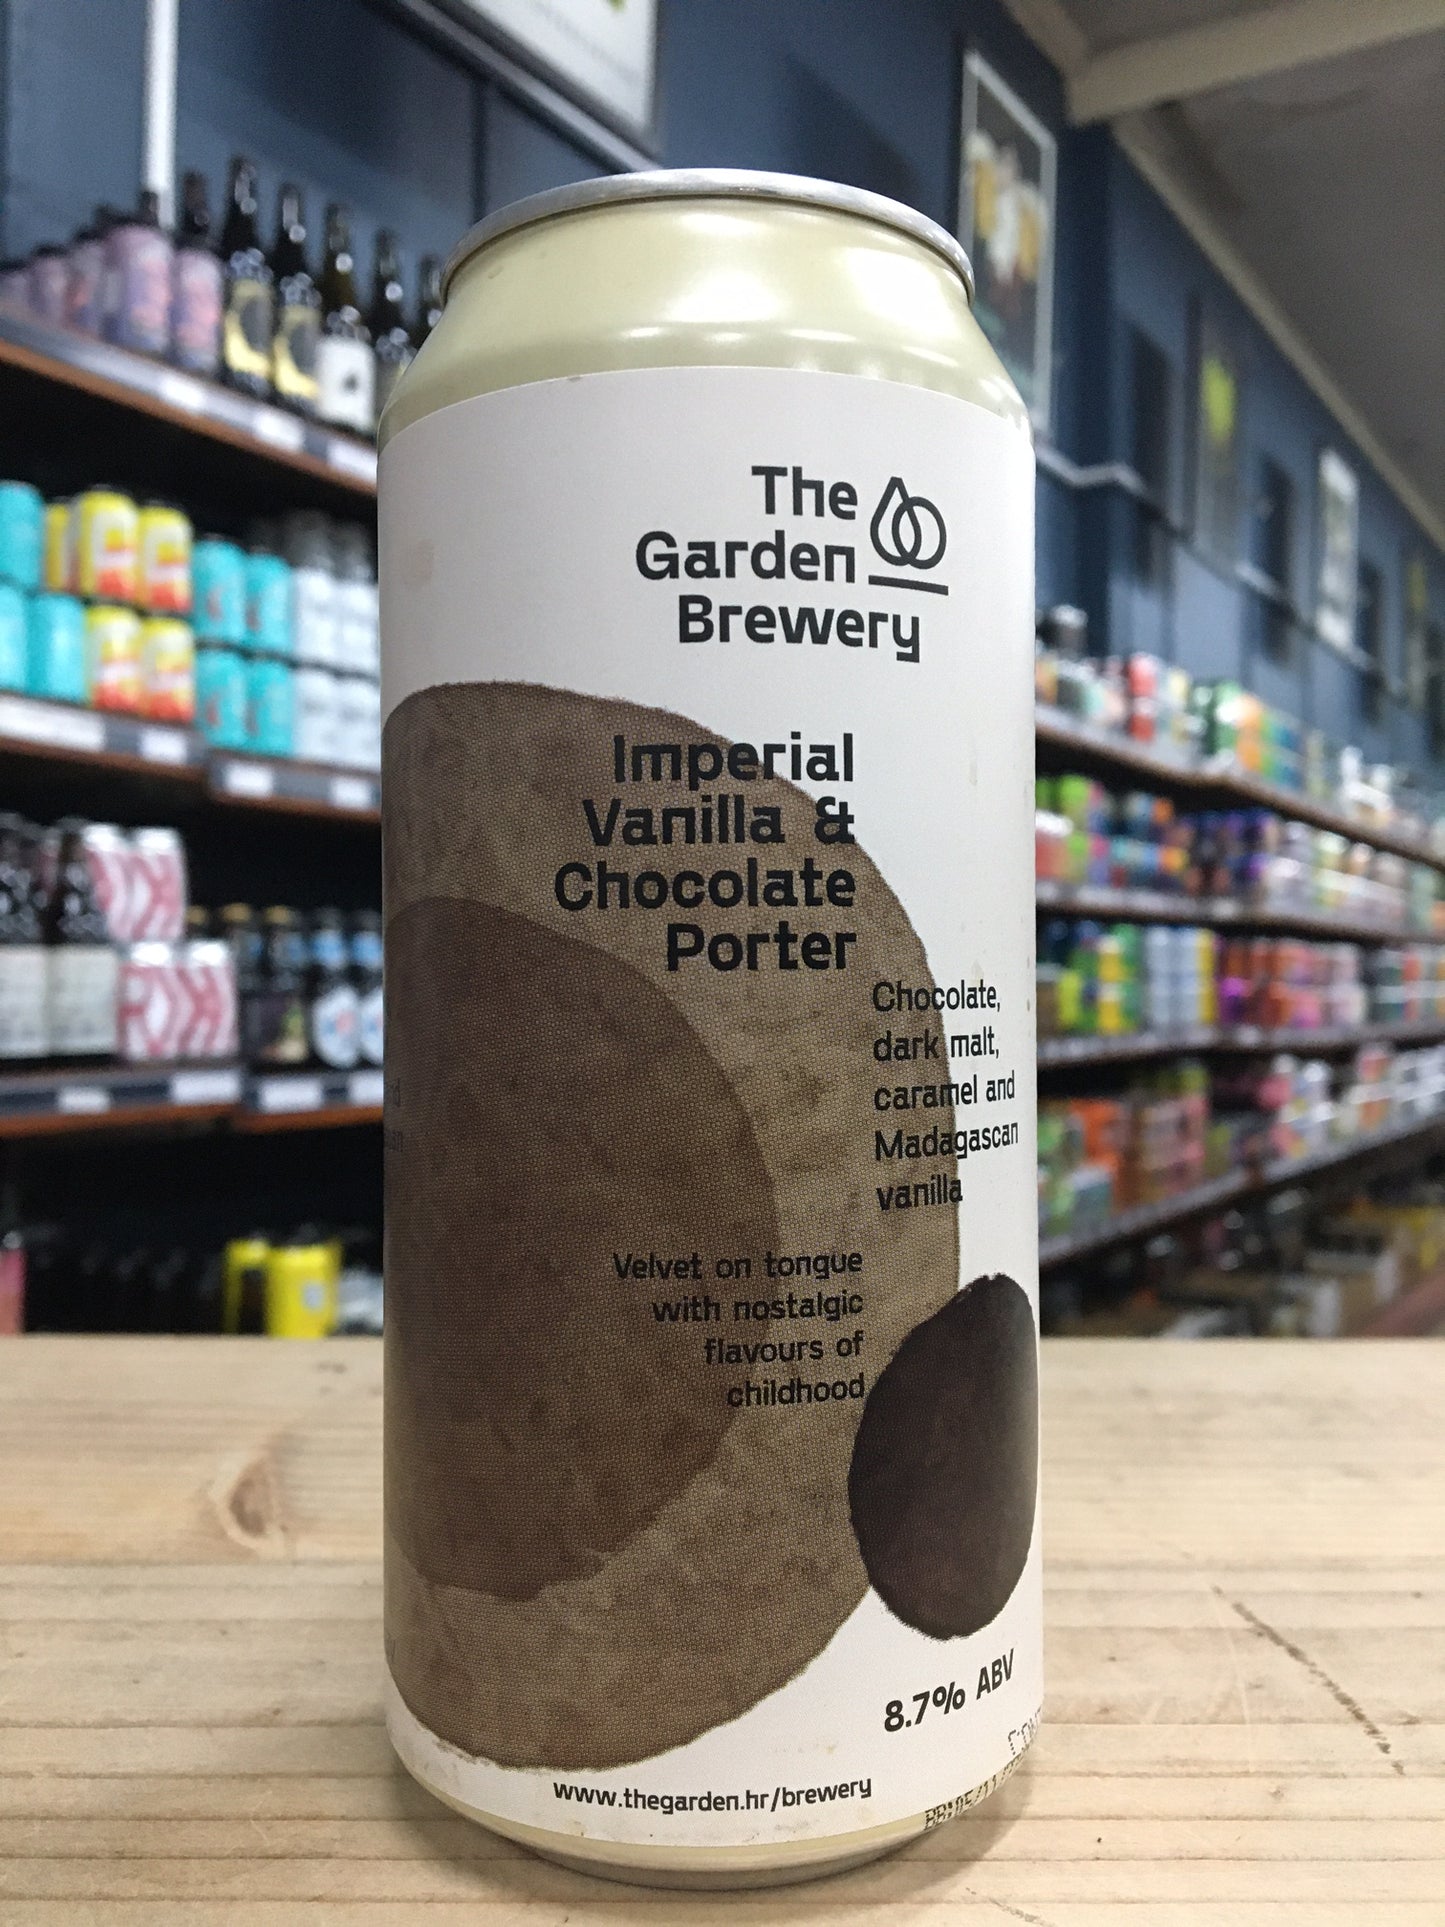 The
Garden
Brewery
Imperial
Vanilla &
Chocolate
Porter
Chocolate,
dark malt,
caramel and
Madagascan
vanilla
Velvet on tongue
with nostalgic
flavours of
childhood
8.7% ABV
www.thegarden.hr/brewery